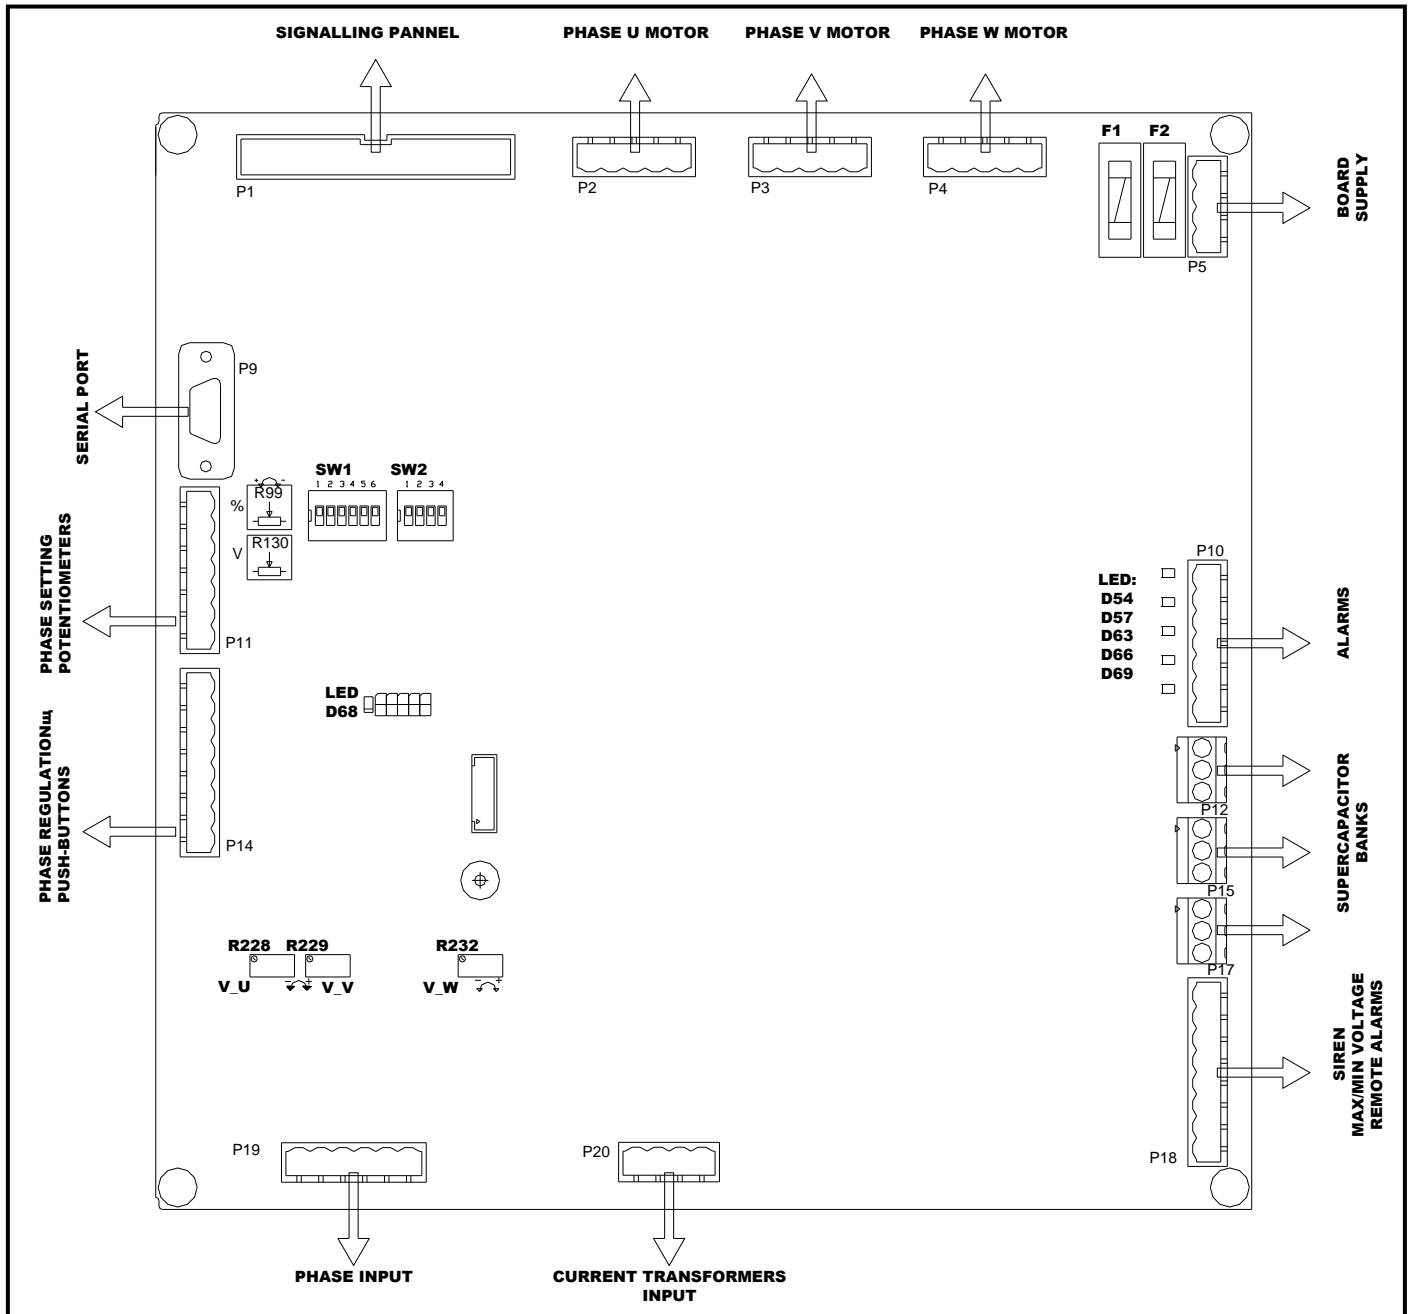 SIGNALLING PANNEL
PHASE U MOTOR
PHASE V MOTOR
PHASE W MOTOR
P1
P2
P3
P4
F1
F2
P5
BOARD
SUPPLY
P9
SERIAL PORT
+ -
R99
%
R130
V
SW1
1 2 3 4 5 6
SW2
1 2 3 4
PHASE SETTING
POTENTIOMETERS
P11
P10
LED:
D54
D57
D63
D66
D69
ALARMS
LED
D68
PHASE REGULATIONщ
PUSH-BUTTONS
P14
P12
P15
P17
SUPERCAPACITOR
BANKS
R228
R229
R232
V_U
- +
V_V
V_W
- +
SIREN
MAX/MIN VOLTAGE
REMOTE ALARMS
P18
P19
P20
PHASE INPUT
CURRENT TRANSFORMERS
INPUT